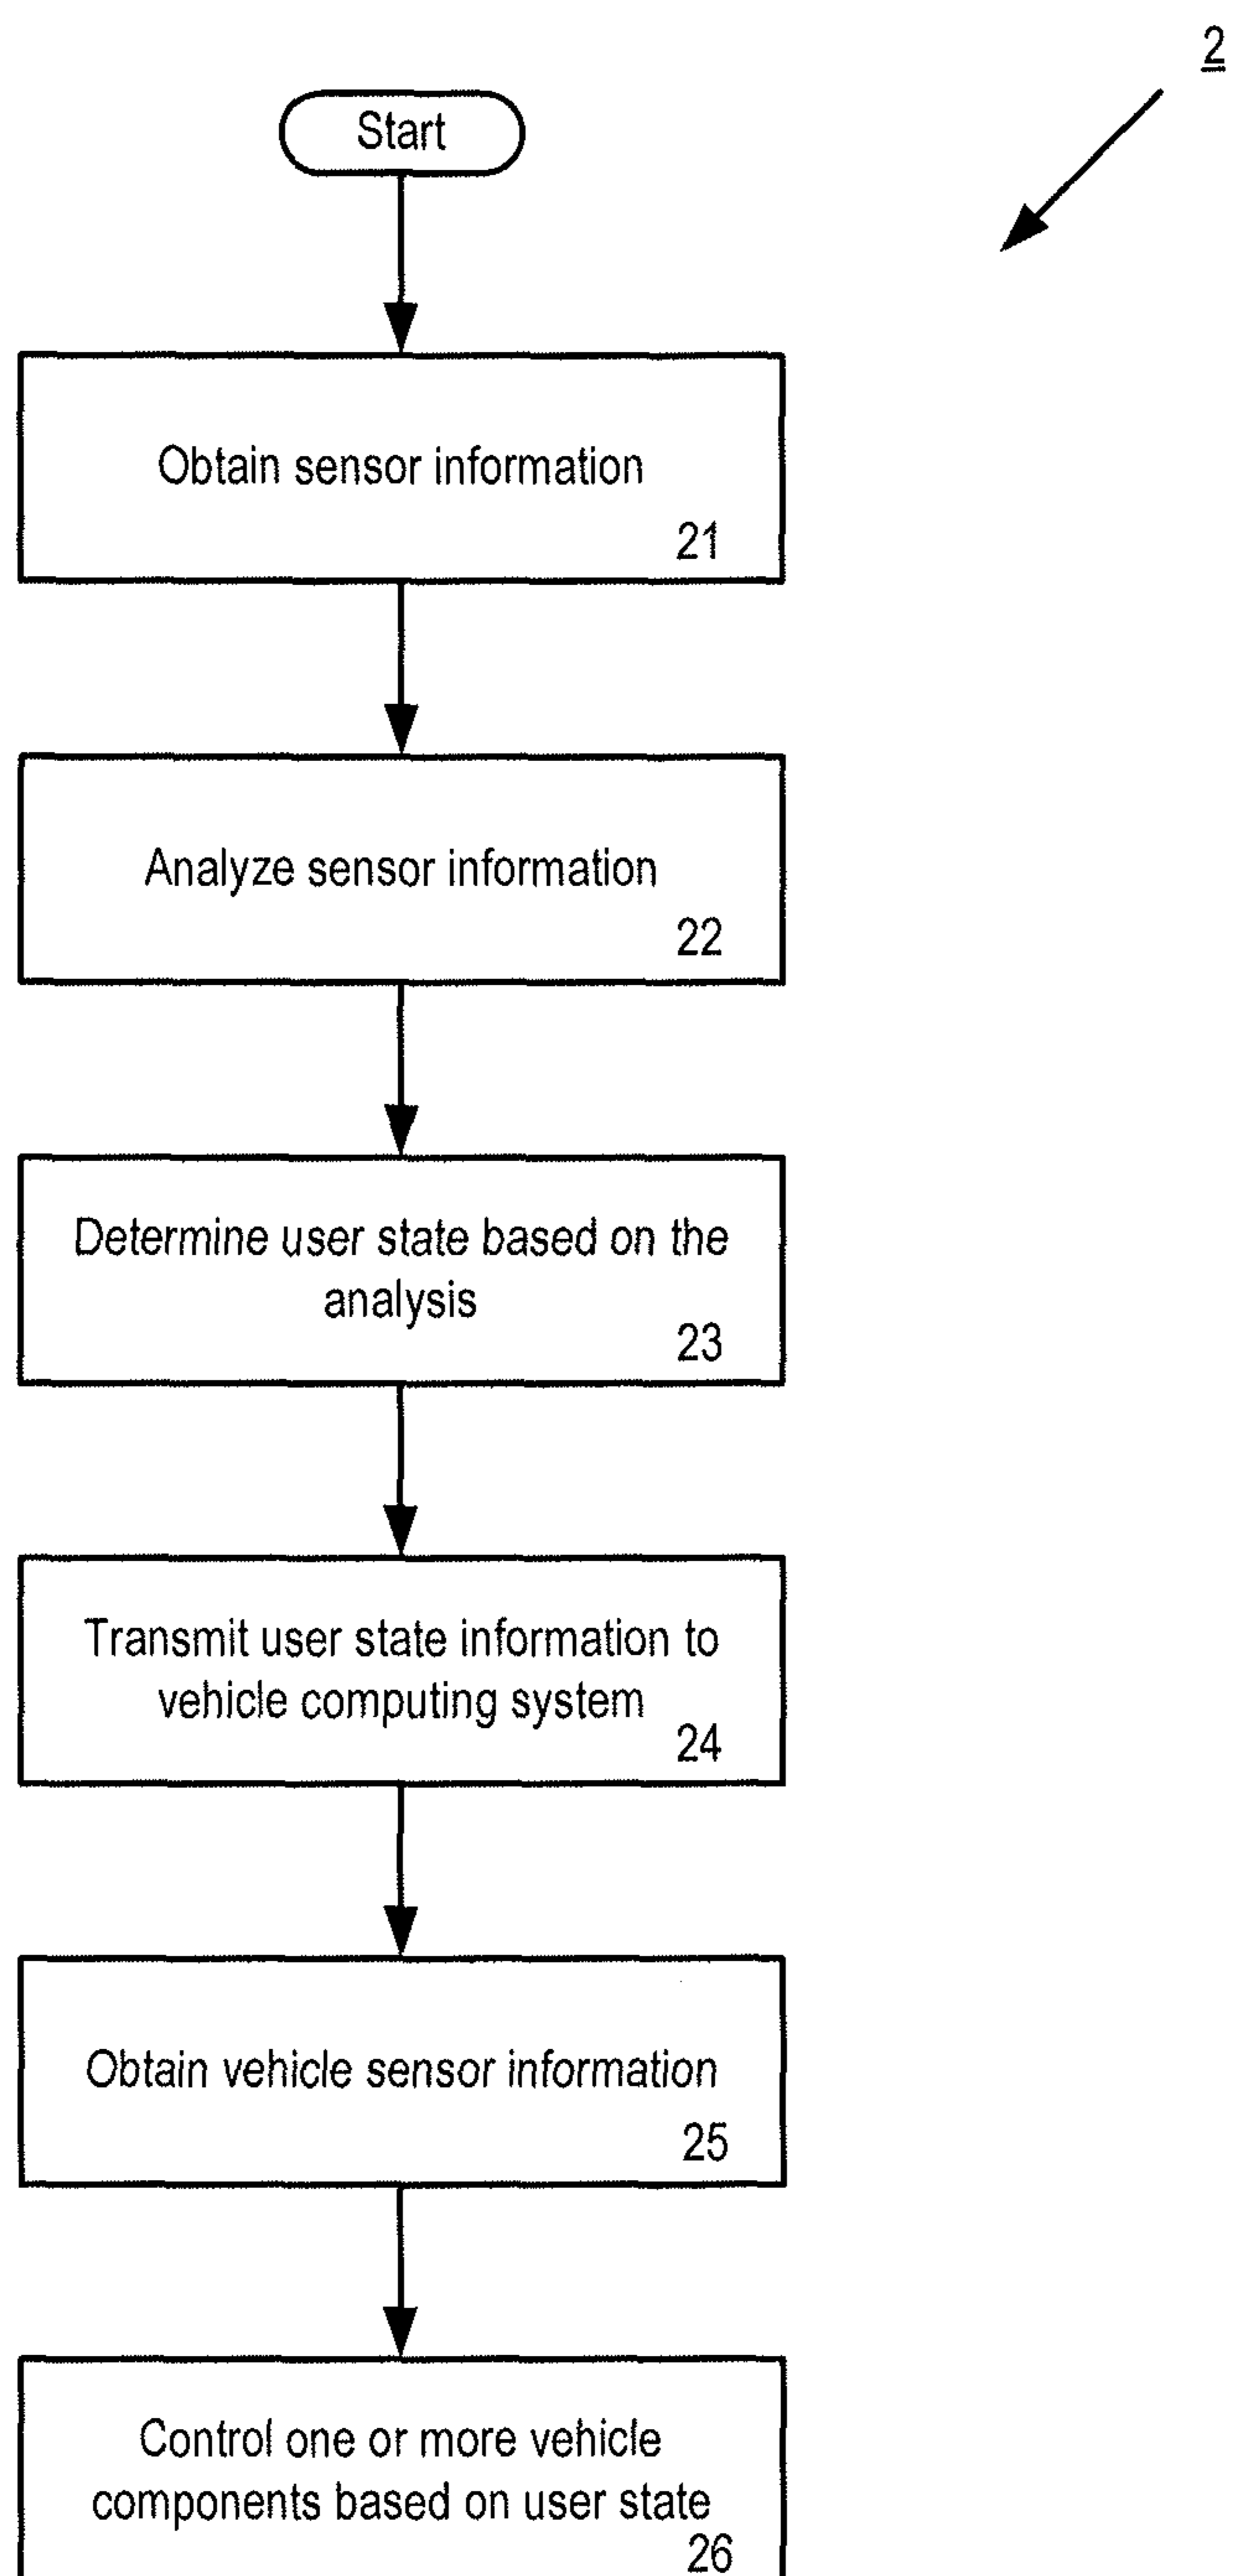 2
Start
Obtain sensor information
21
Analyze sensor information
22
Determine user state based on the
analysis
23
Transmit user state information to
vehicle computing system
24
Obtain vehicle sensor information
25
Control one or more vehicle
components based on user state
26